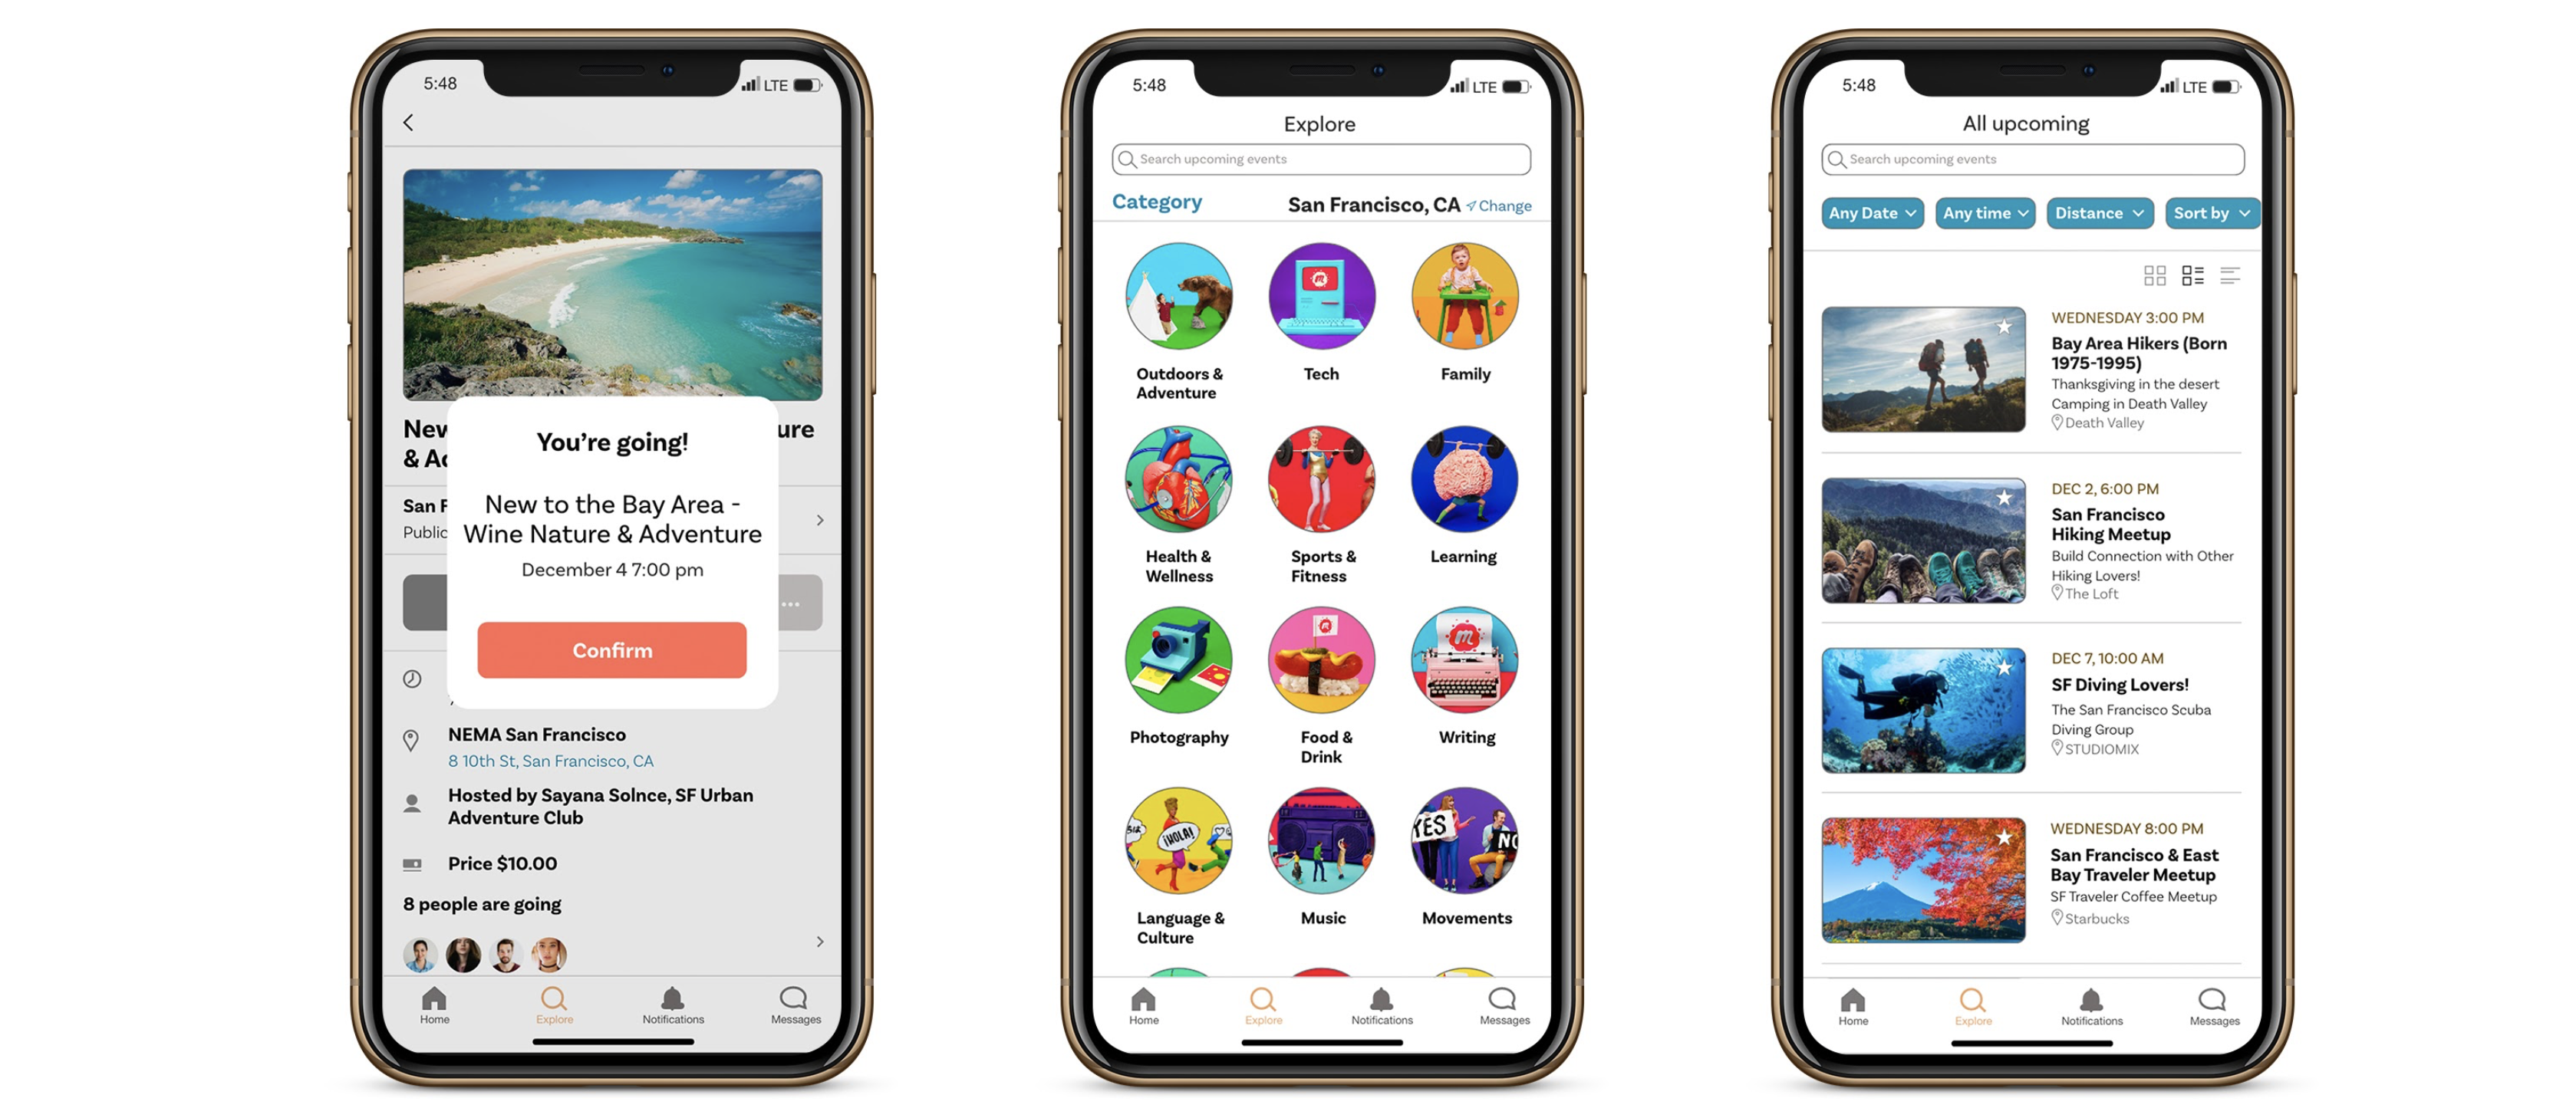 5:48
LTE
New
ure
& Ac
San F
Public
You're going!
New to the Bay Area -
Wine Nature & Adventure
December 4 7:00 pm
Confirm
NEMA San Francisco
8 10th St, San Francisco, CA
Hosted by Sayana Solnce, SF Urban
Adventure Club
Price $10.00
8 people are going
Home
Explore
Notifications
Messages
5:48
LTE
Explore
Search upcoming events
Category
San Francisco, CA
Change
Outdoors &
Adventure
Tech
Family
Health &
Wellness
Sports &
Fitness
Learning
m
Photography
Food &
Drink
Writing
¡HOLA!
YES
NO
Language &
Culture
Music
Movements
Home
Explore
Notifications
Messages
5:48
LTE
All upcoming
Search upcoming events
Any Date
Any time
Distance
Sort by
WEDNESDAY 3:00 PM
Bay Area Hikers (Born
1975-1995)
Thanksgiving in the desert
Camping in Death Valley
Death Valley
DEC 2, 6:00 PM
San Francisco
Hiking Meetup
Build Connection with Other
Hiking Lovers!
The Loft
DEC 7, 10:00 AM
SF Diving Lovers!
The San Francisco Scuba
Diving Group
STUDIOMIX
WEDNESDAY 8:00 PM
San Francisco & East
Bay Traveler Meetup
SF Traveler Coffee Meetup
Starbucks
Home
Explore
Notifications
Messages